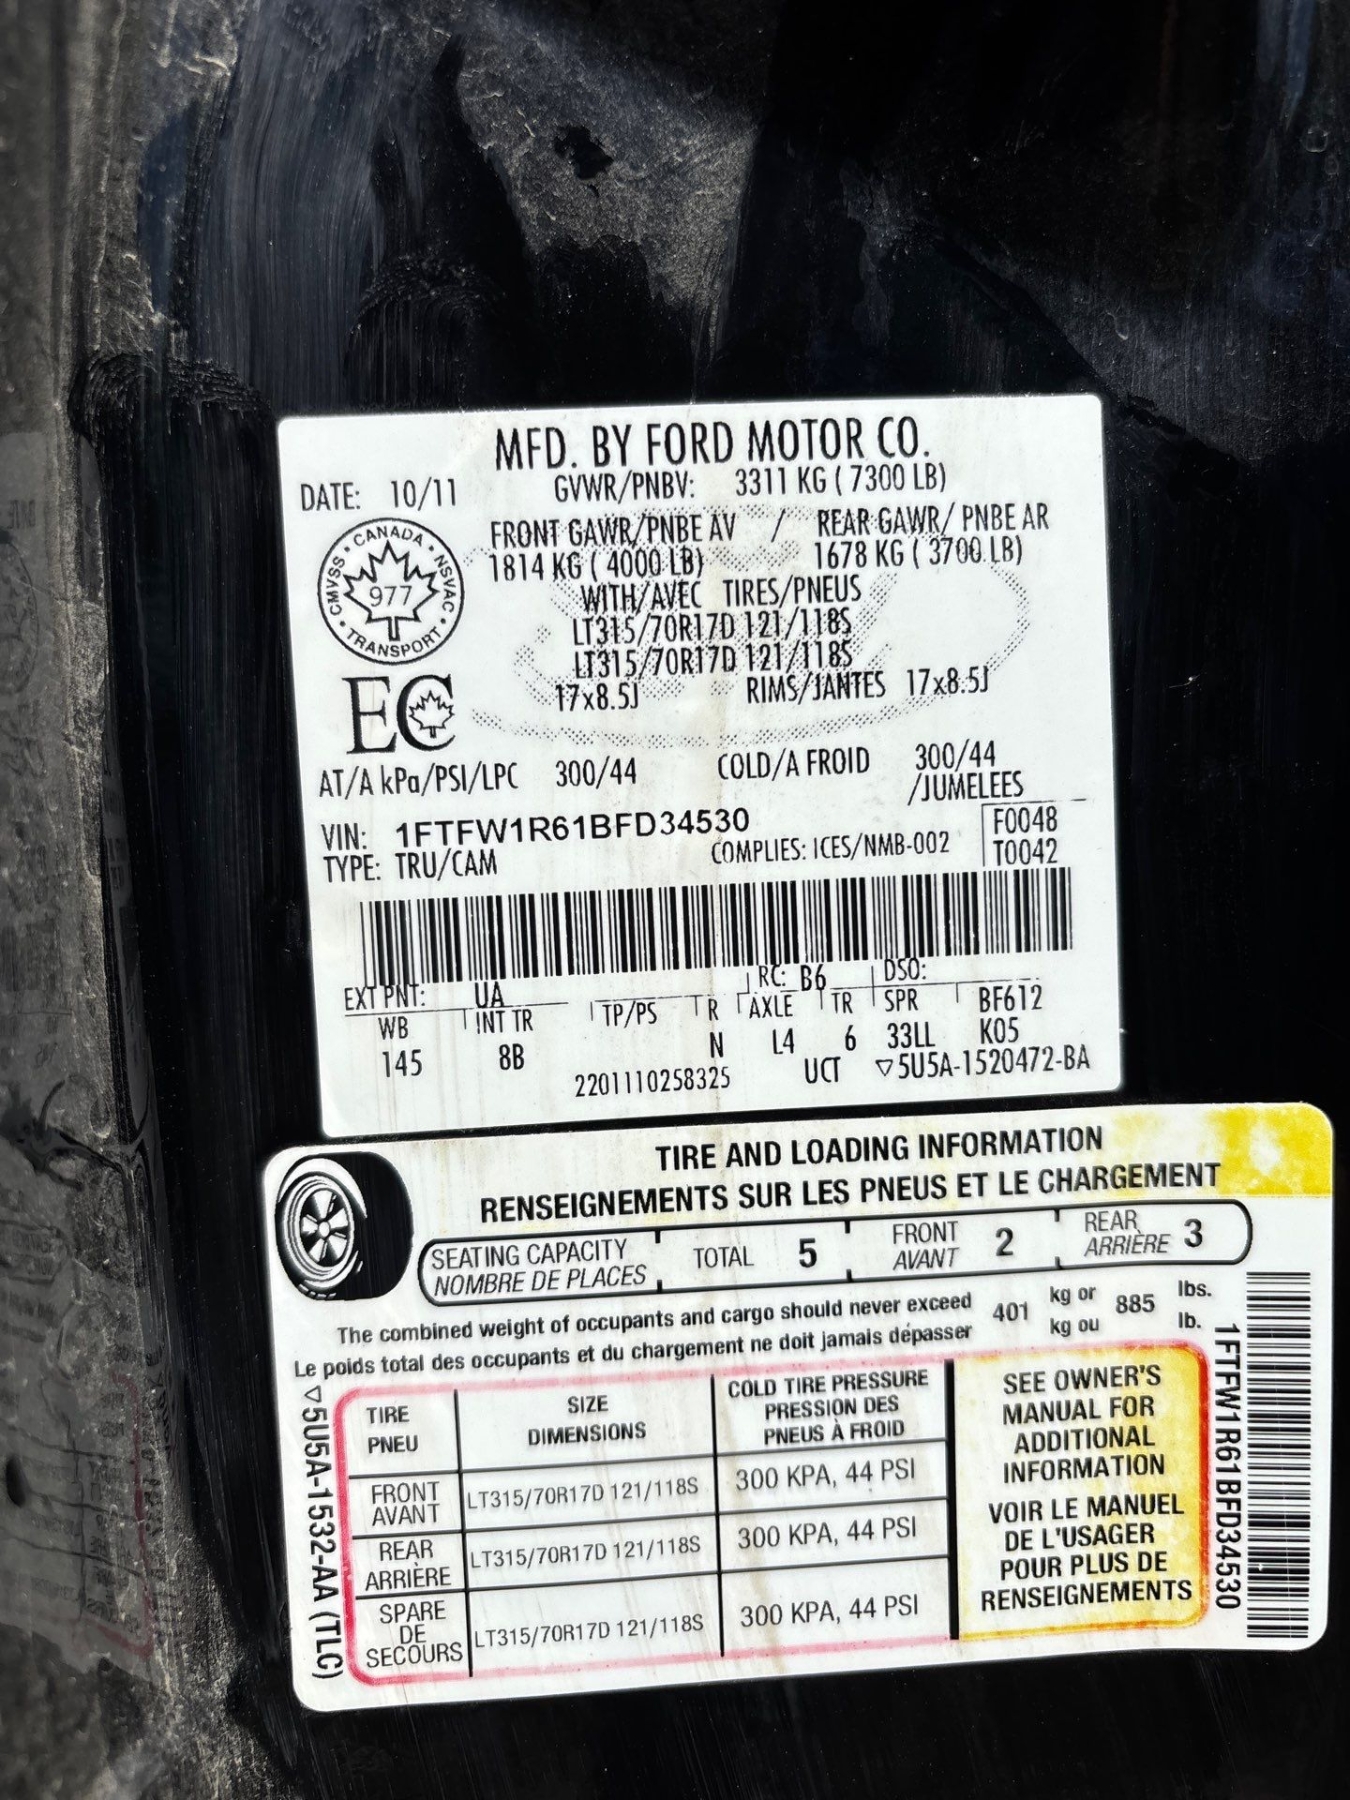 MFD. BY FORD MOTOR CO.
DATE: 10/11 GVWR/PNBV: 3311 KG ( 7300 LB)
FRONT GAWR/PNBE AV / REAR GAWR/ PNBE AR
1814 KG ( 4000 LB) 1678 KG ( 3700 LB)
WITH/AVEC TIRES/PNEUS
LT315/70R17D 121/118S
LT315/70R17D 121/118S
17x8.5J RIMS/JANTES 17x8.5J
CANADA
CMVSS NSVAC
977
TRANSPORT
EC
AT/A kPa/PSI/LPC 300/44 COLD/A FROID 300/44
/JUMELEES
VIN: 1FTFW1R61BFD34530 F0048
TYPE: TRU/CAM COMPLIES: ICES/NMB-002 T0042
EXT PNT: UA RC: B6 DSO:
WB INT TR TP/PS R AXLE TR SPR BF612
145 8B N L4 6 33LL K05
2201110258325 UCT ▽5U5A-1520472-BA
TIRE AND LOADING INFORMATION
RENSEIGNEMENTS SUR LES PNEUS ET LE CHARGEMENT
SEATING CAPACITY
NOMBRE DE PLACES
TOTAL 5
FRONT
AVANT 2
REAR
ARRIÈRE 3
The combined weight of occupants and cargo should never exceed 401 kg or 885 lbs.
Le poids total des occupants et du chargement ne doit jamais dépasser kg ou lb.
▽5U5A-1532-AA (TLC)
TIRE
PNEU
SIZE
DIMENSIONS
COLD TIRE PRESSURE
PRESSION DES
PNEUS À FROID
FRONT
AVANT
LT315/70R17D 121/118S 300 KPA, 44 PSI
REAR
ARRIÈRE
LT315/70R17D 121/118S 300 KPA, 44 PSI
SPARE
DE
SECOURS
LT315/70R17D 121/118S 300 KPA, 44 PSI
SEE OWNER'S
MANUAL FOR
ADDITIONAL
INFORMATION
VOIR LE MANUEL
DE L'USAGER
POUR PLUS DE
RENSEIGNEMENTS
1FTFW1R61BFD34530